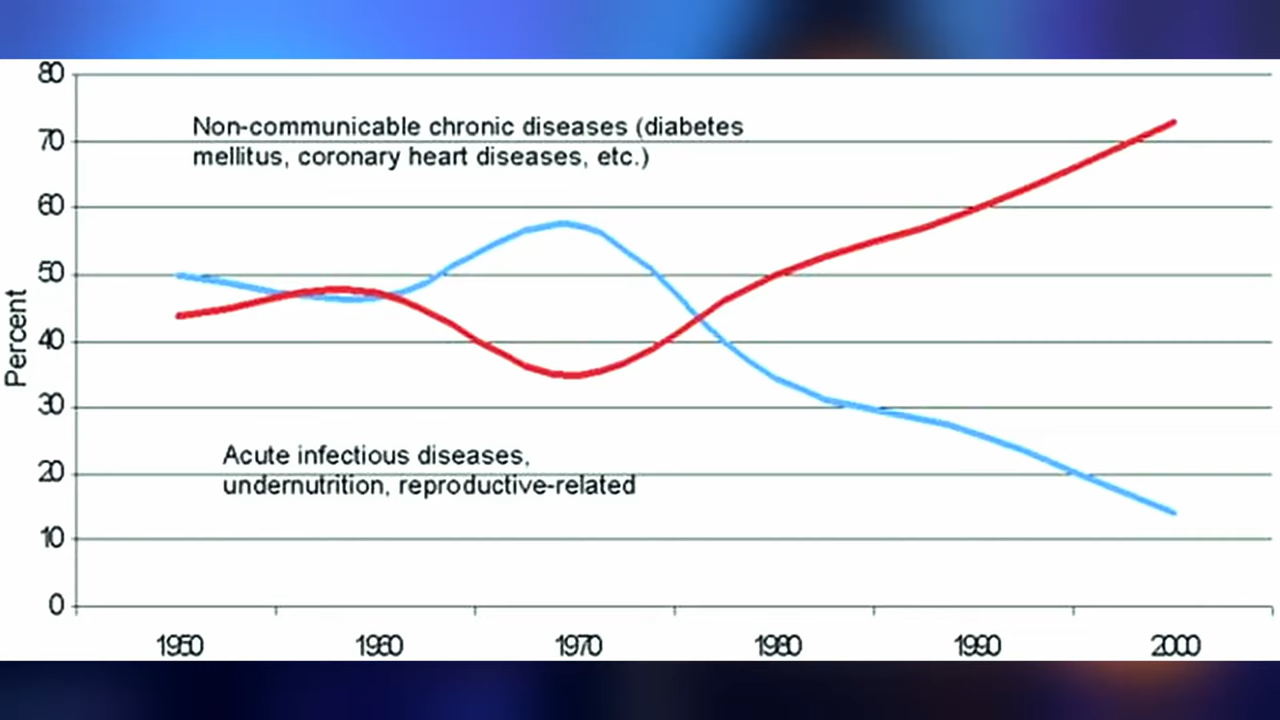 80
Non-communicable chronic diseases (diabetes
mellitus, coronary heart diseases, etc.)
70
60
50
40
30
20
10
0
Percent
Acute infectious diseases,
undernutrition, reproductive-related
1950 1960 1970 1980 1990 2000